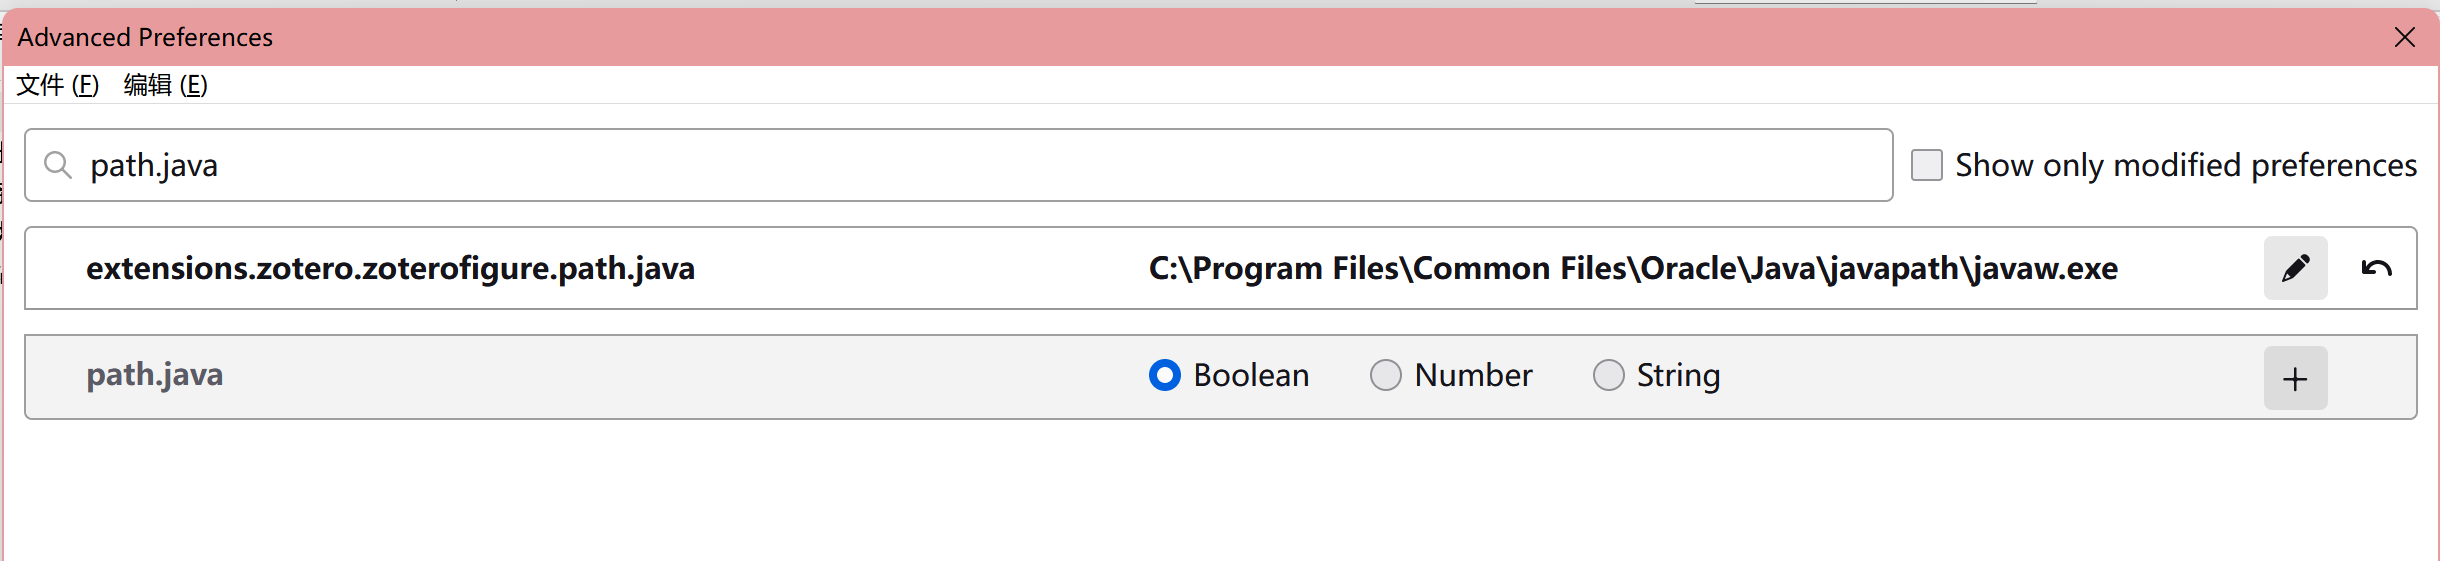 Advanced Preferences
文件 (F) 编辑 (E)
path.java
Show only modified preferences
extensions.zotero.zoterofigure.path.java C:\Program Files\Common Files\Oracle\Java\javapath\javaw.exe
path.java Boolean Number String